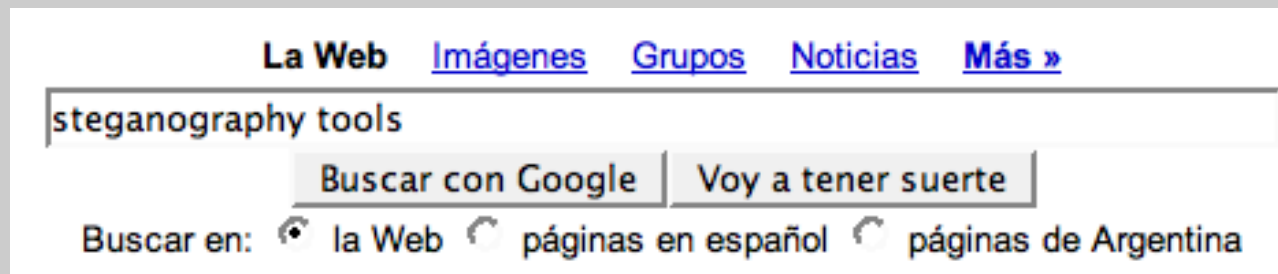 La Web Imágenes Grupos Noticias Más »
steganography tools
Buscar con Google Voy a tener suerte
Buscar en: la Web páginas en español páginas de Argentina